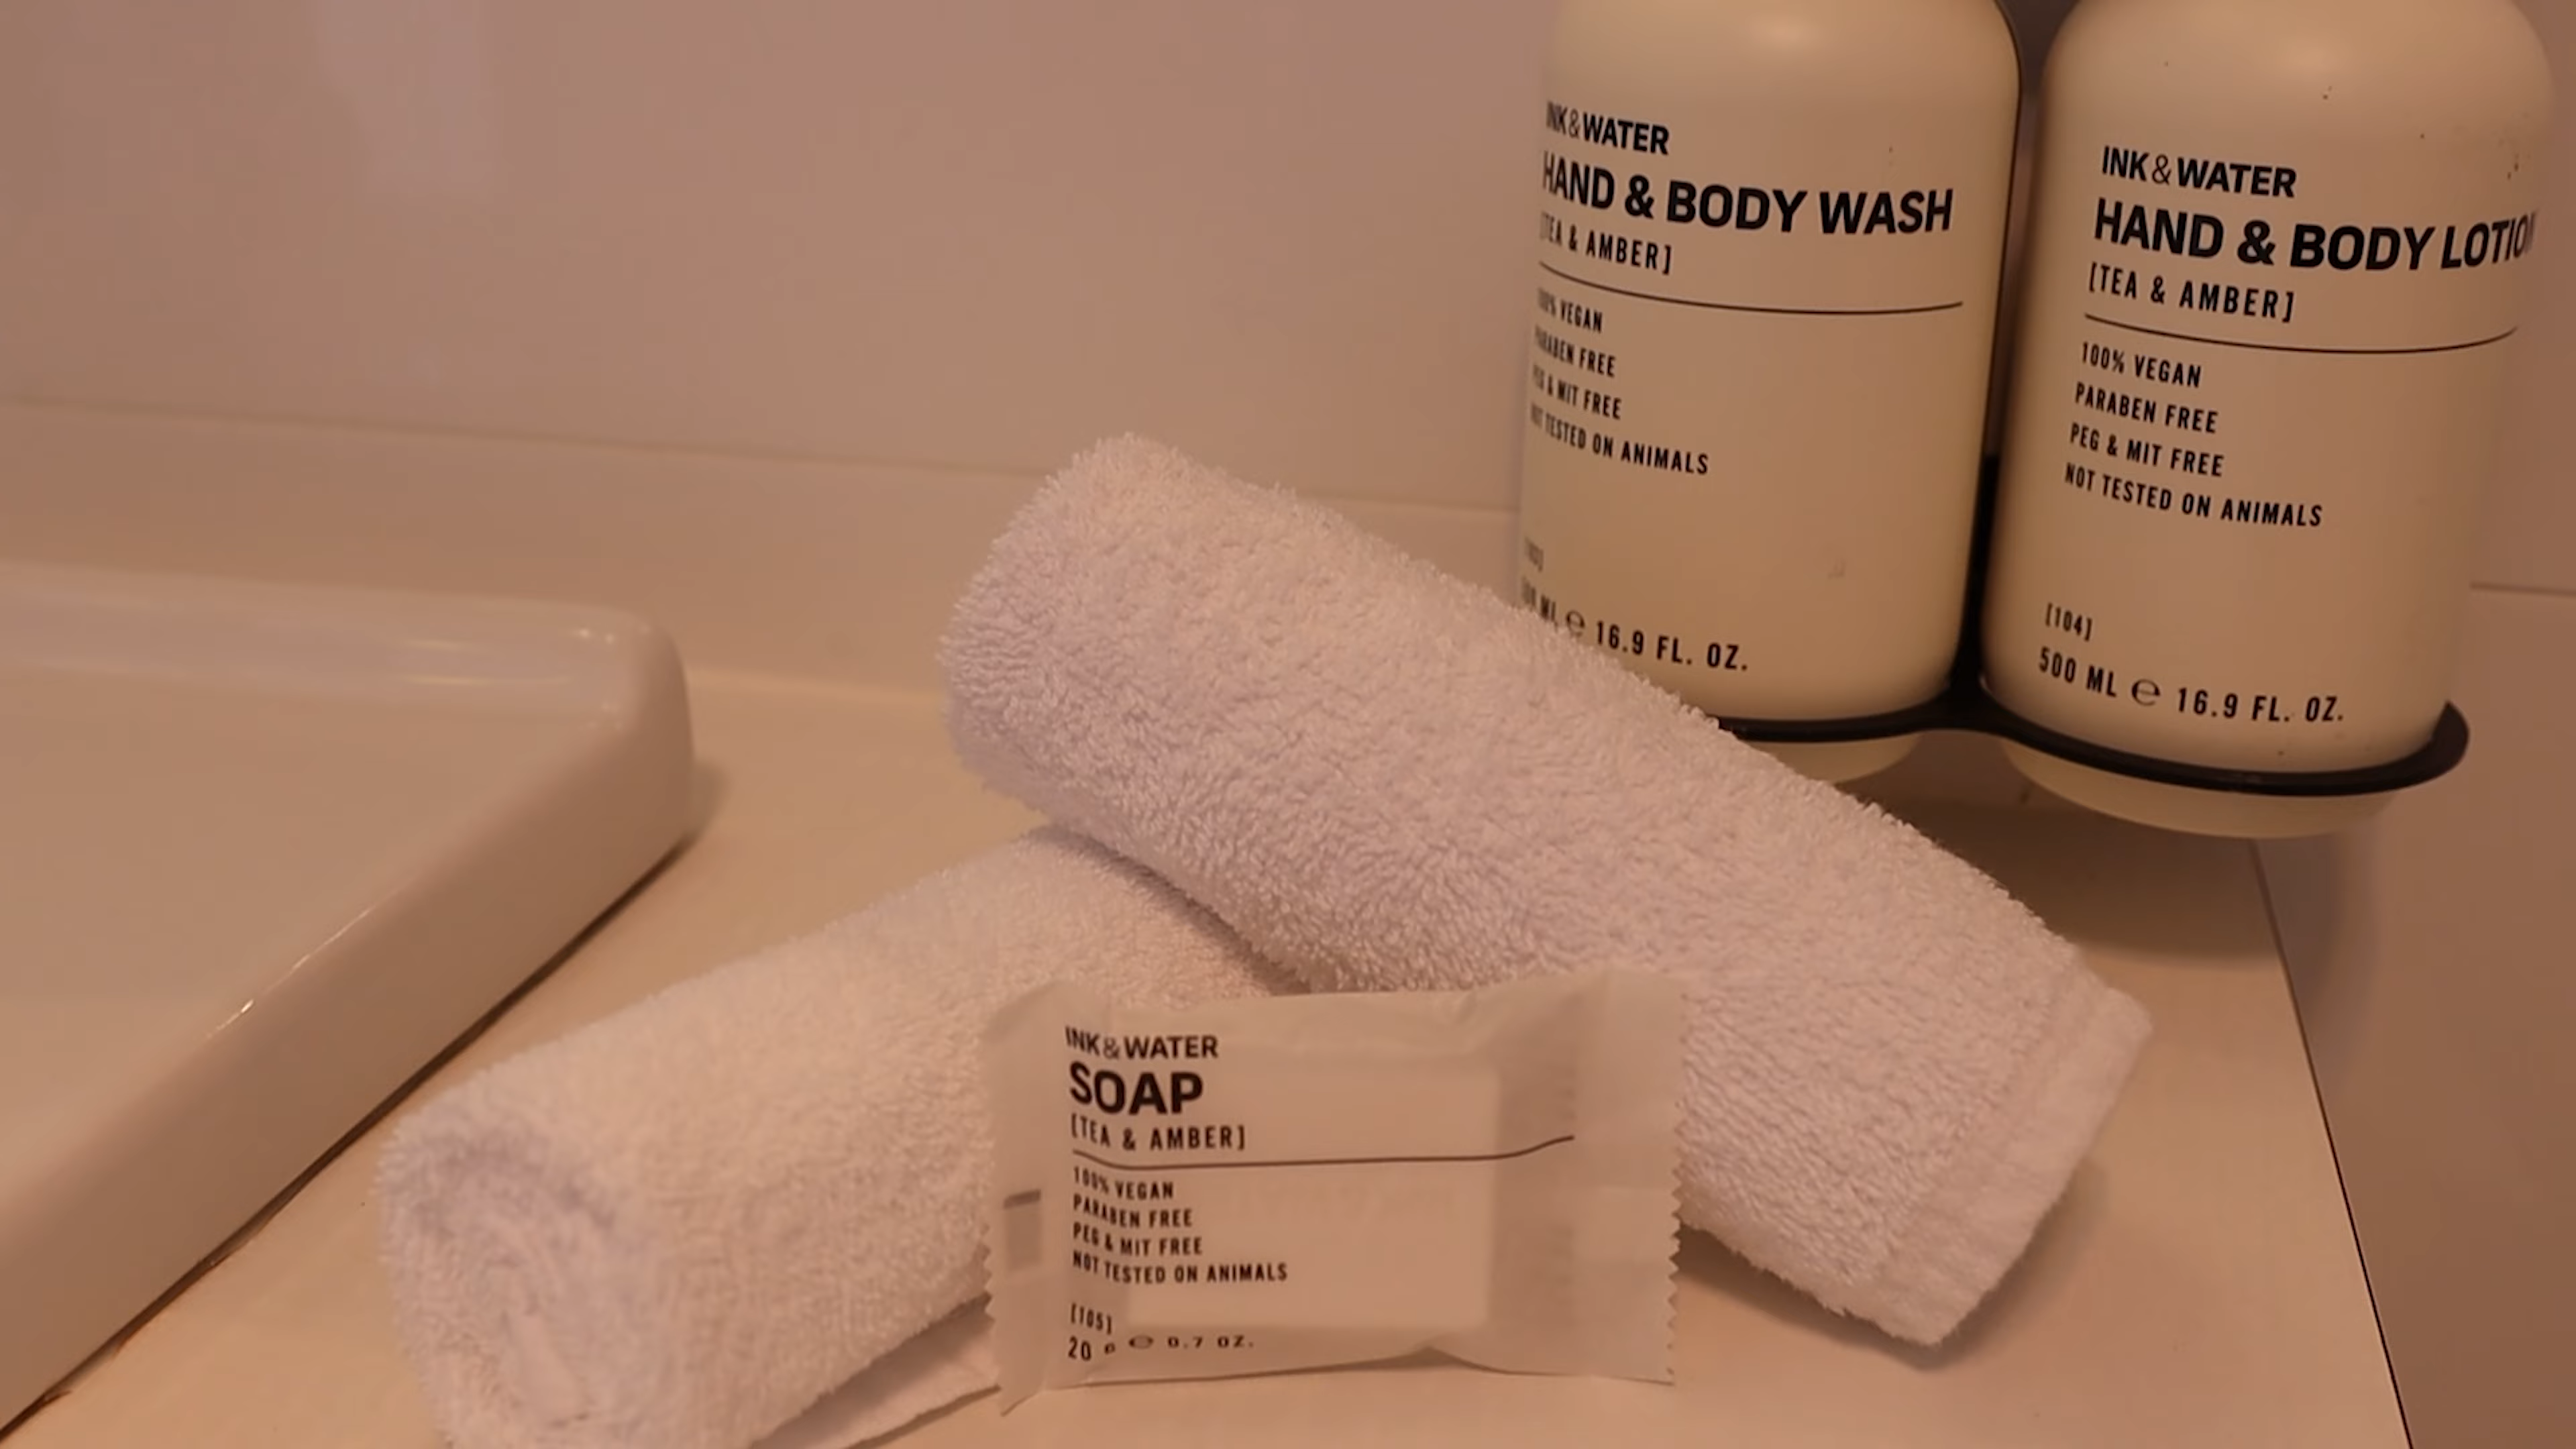 INK&WATER
HAND & BODY WASH
[TEA & AMBER]
100% VEGAN
PARABEN FREE
PEG & MIT FREE
NOT TESTED ON ANIMALS
ML ℮ 16.9 FL. OZ.
INK&WATER
HAND & BODY LOTION
[TEA & AMBER]
100% VEGAN
PARABEN FREE
PEG & MIT FREE
NOT TESTED ON ANIMALS
[104]
500 ML ℮ 16.9 FL. OZ.
INK&WATER
SOAP
[TEA & AMBER]
100% VEGAN
PARABEN FREE
PEG & MIT FREE
NOT TESTED ON ANIMALS
[105]
20 g ℮ 0.7 OZ.